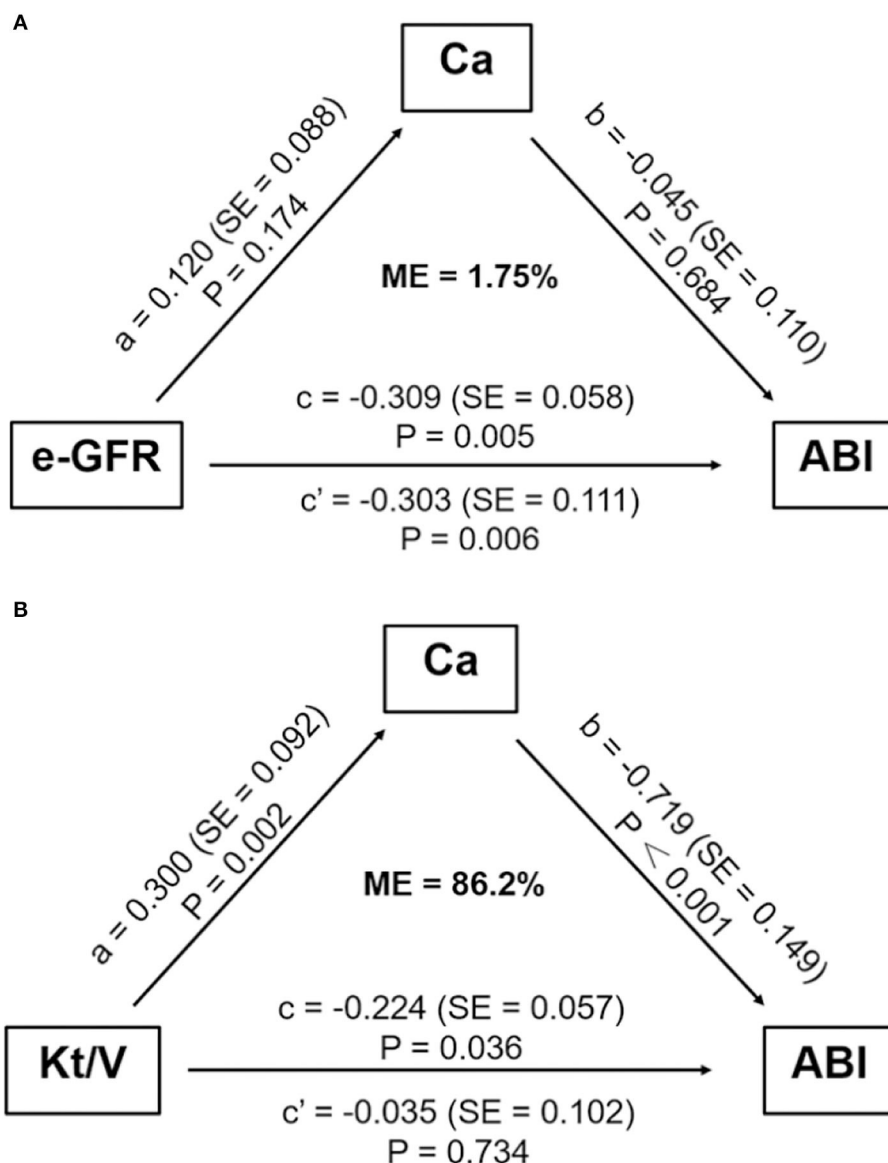 A
Ca
a = 0.120 (SE = 0.088)
P = 0.174
b = -0.045 (SE = 0.110)
P = 0.684
ME = 1.75%
c = -0.309 (SE = 0.058)
P = 0.005
e-GFR
ABI
c’ = -0.303 (SE = 0.111)
P = 0.006
B
Ca
a = 0.300 (SE = 0.092)
P = 0.002
b = -0.719 (SE = 0.149)
P < 0.001
ME = 86.2%
c = -0.224 (SE = 0.057)
P = 0.036
Kt/V
ABI
c’ = -0.035 (SE = 0.102)
P = 0.734